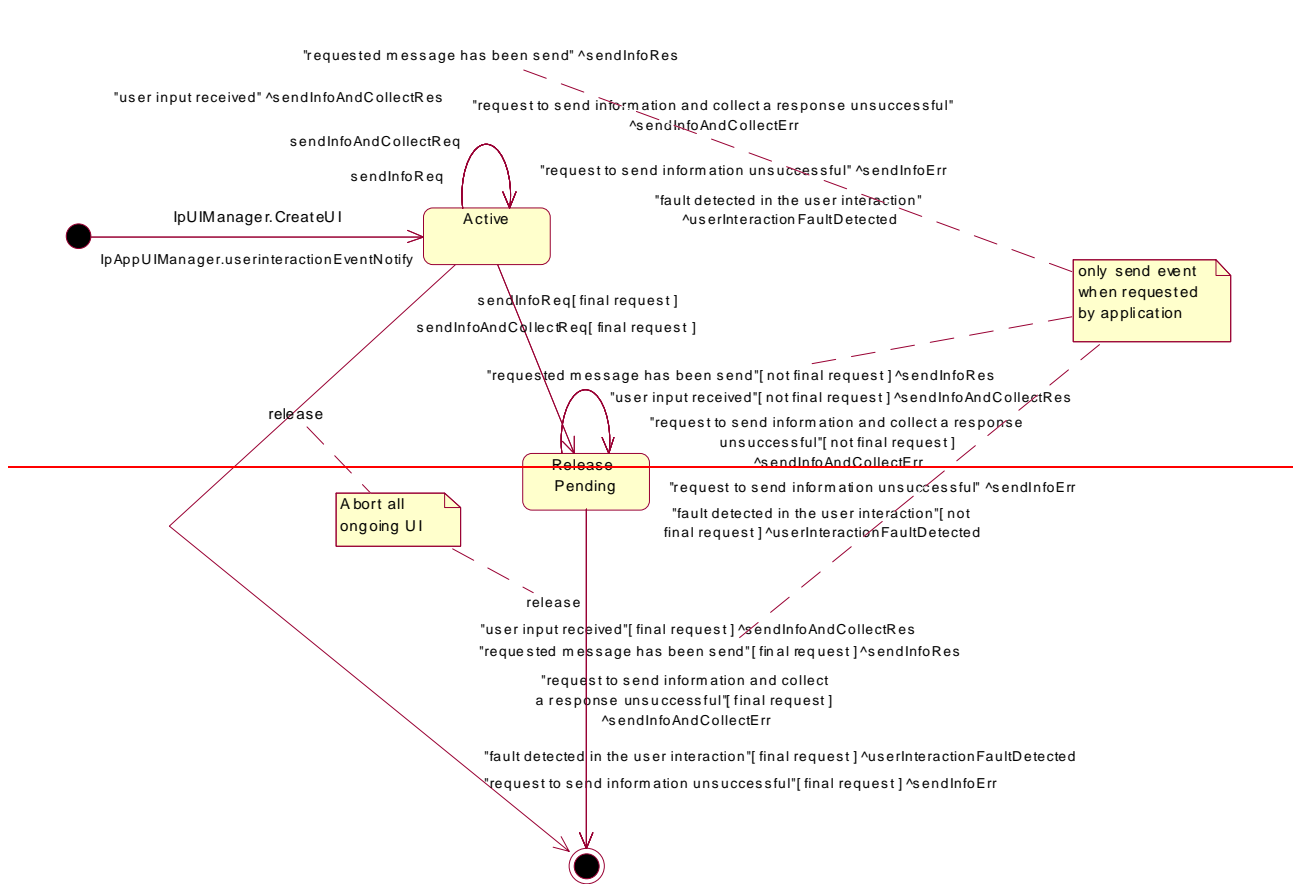 "requested message has been send" ^sendInfoRes
"user input received" ^sendInfoAndCollectRes
"request to send information and collect a response unsuccessful"
^sendInfoAndCollectErr
sendInfoAndCollectReq
"request to send information unsuccessful" ^sendInfoErr
sendInfoReq
"fault detected in the user interaction"
^userInteractionFaultDetected
IpUIManager.CreateUI
Active
IpAppUIManager.userinteractionEventNotify
only send event
when requested
by application
sendInfoReq[ final request ]
sendInfoAndCollectReq[ final request ]
"requested message has been send"[ not final request ] ^sendInfoRes
"user input received"[ not final request ] ^sendInfoAndCollectRes
release
"request to send information and collect a response
unsuccessful"[ not final request ]
^sendInfoAndCollectErr
Release
Pending
"request to send information unsuccessful" ^sendInfoErr
Abort all
ongoing UI
"fault detected in the user interaction"[ not
final request ] ^userInteractionFaultDetected
release
"user input received"[ final request ] ^sendInfoAndCollectRes
"requested message has been send"[ final request ] ^sendInfoRes
"request to send information and collect
a response unsuccessful"[ final request ]
^sendInfoAndCollectErr
"fault detected in the user interaction"[ final request ] ^userInteractionFaultDetected
"request to send information unsuccessful"[ final request ] ^sendInfoErr